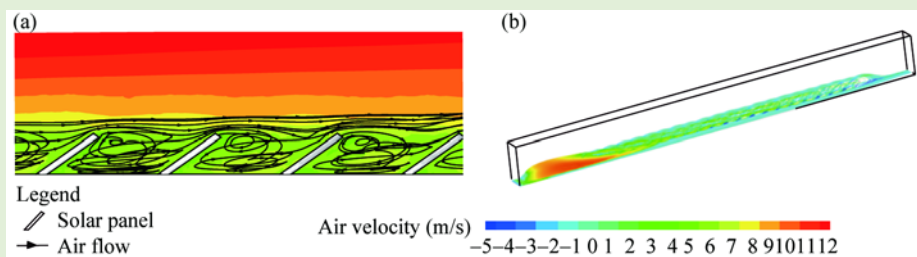 (a)
(b)
Legend
Solar panel
Air flow
Air velocity (m/s)
−5−4−3−2−1 0 1 2 3 4 5 6 7 8 9101112